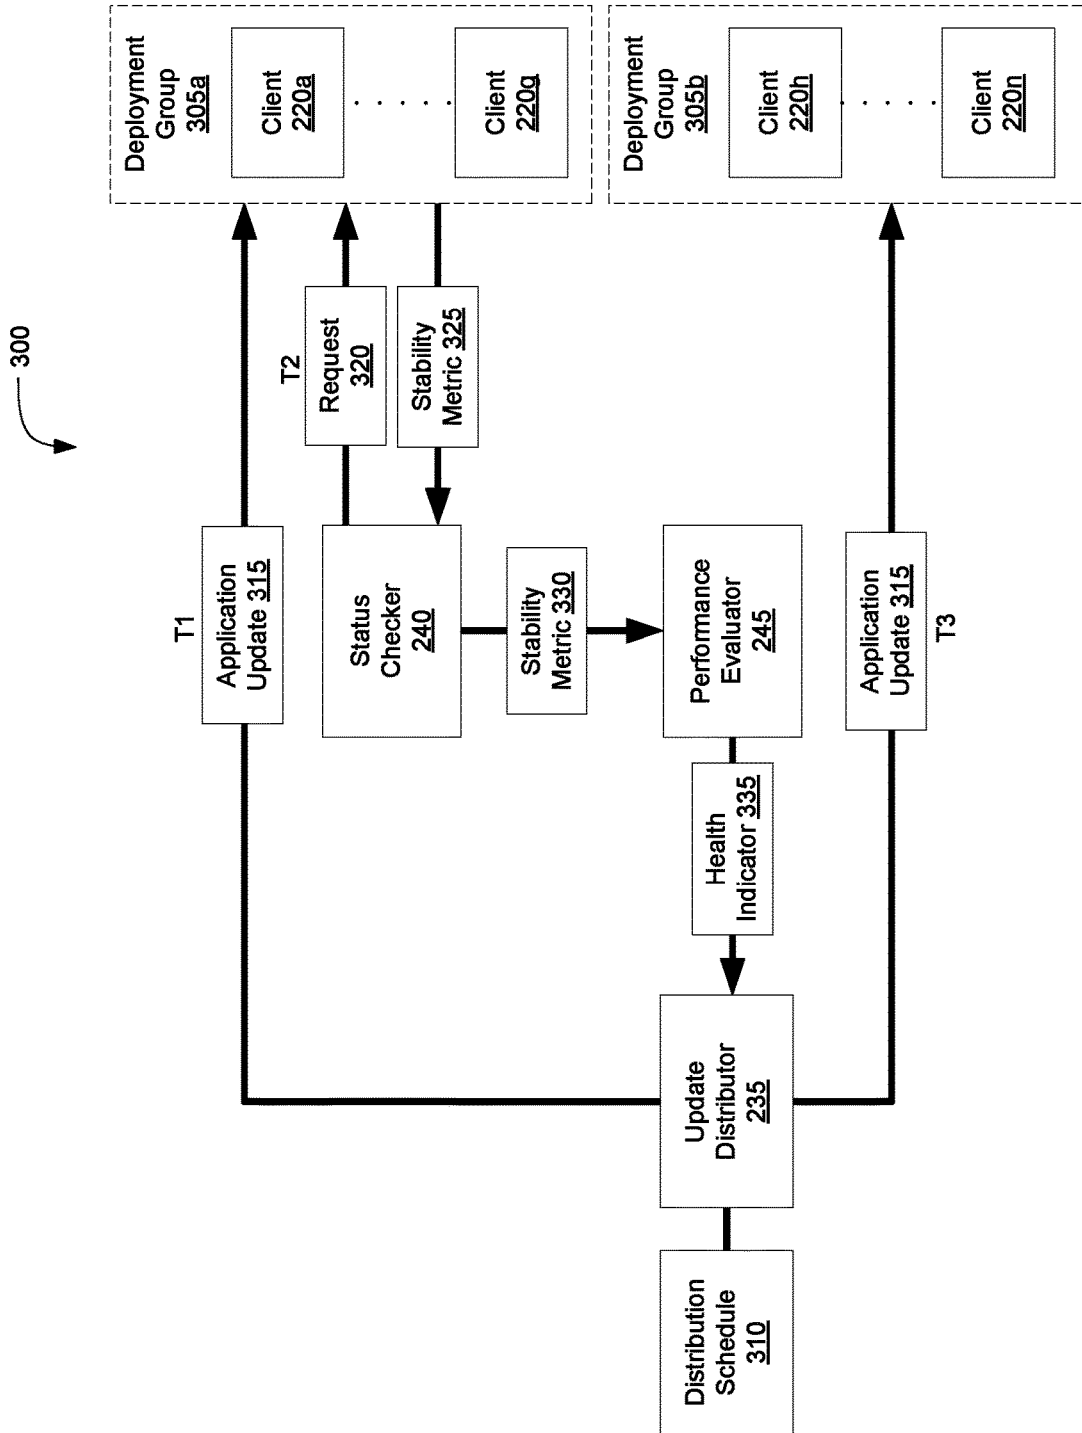 300
Deployment
Group
305a
Client
220a
. . . . .
Client
220g
T1
Application
Update 315
T2
Request
320
Stability
Metric 325
Status
Checker
240
Stability
Metric 330
Performance
Evaluator
245
Health
Indicator 335
Distribution
Schedule
310
Update
Distributor
235
Application
Update 315
T3
Deployment
Group
305b
Client
220h
. . . . .
Client
220n